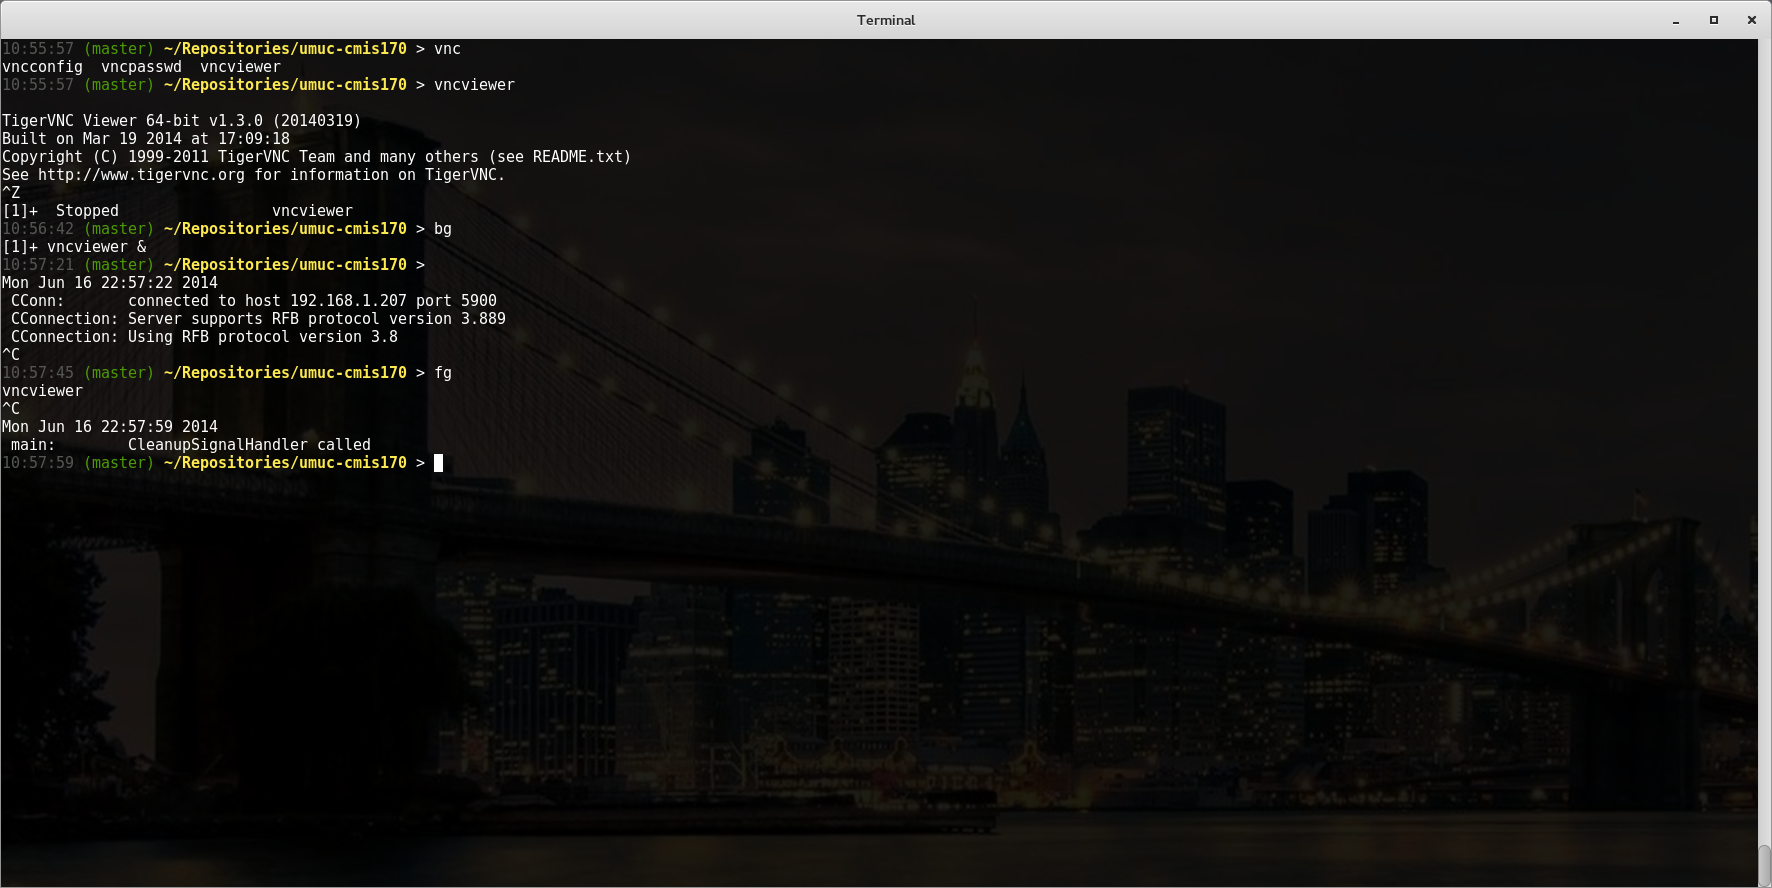 Terminal
10:55:57 (master) ~/Repositories/umuc-cmis170 > vnc
vncconfig  vncpasswd  vncviewer
10:55:57 (master) ~/Repositories/umuc-cmis170 > vncviewer
TigerVNC Viewer 64-bit v1.3.0 (20140319)
Built on Mar 19 2014 at 17:09:18
Copyright (C) 1999-2011 TigerVNC Team and many others (see README.txt)
See http://www.tigervnc.org for information on TigerVNC.
^Z
[1]+  Stopped                 vncviewer
10:56:42 (master) ~/Repositories/umuc-cmis170 > bg
[1]+ vncviewer &
10:57:21 (master) ~/Repositories/umuc-cmis170 >
Mon Jun 16 22:57:22 2014
 CConn:       connected to host 192.168.1.207 port 5900
 CConnection: Server supports RFB protocol version 3.889
 CConnection: Using RFB protocol version 3.8
^C
10:57:45 (master) ~/Repositories/umuc-cmis170 > fg
vncviewer
^C
Mon Jun 16 22:57:59 2014
 main:        CleanupSignalHandler called
10:57:59 (master) ~/Repositories/umuc-cmis170 >